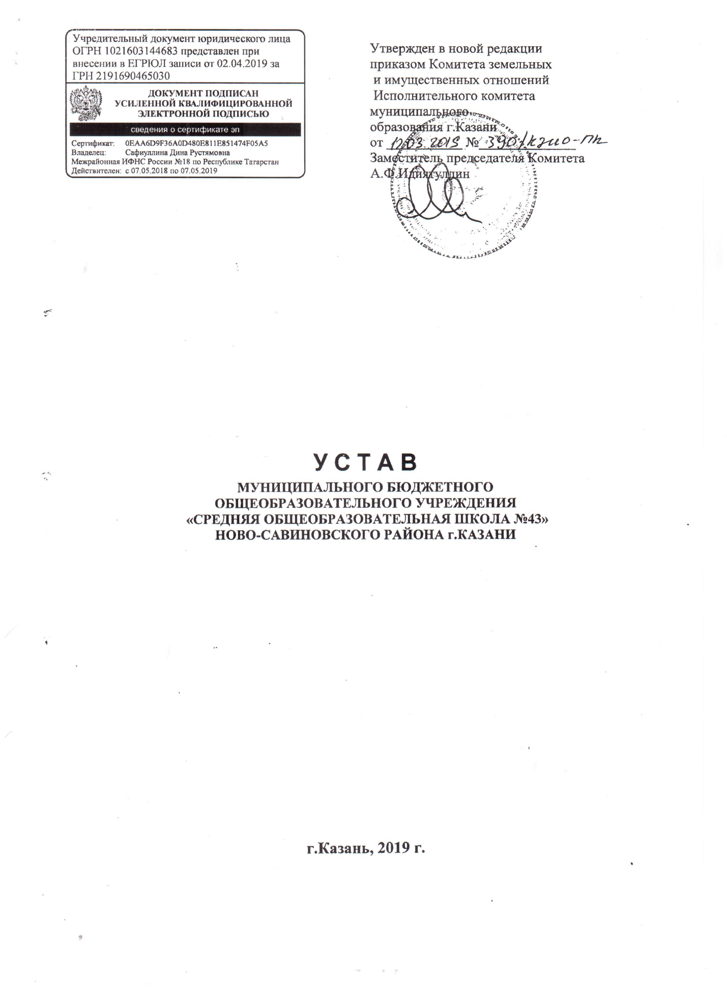 Учредительный документ юридического лица
ОГРН 1021603144683 представлен при
внесении в ЕГРЮЛ записи от 02.04.2019 за
ГРН 2191690465030
ДОКУМЕНТ ПОДПИСАН
УСИЛЕННОЙ КВАЛИФИЦИРОВАННОЙ
ЭЛЕКТРОННОЙ ПОДПИСЬЮ
сведения о сертификате эп
Сертификат: 0EAA6D9F36A0D480E811E851474F05A5
Владелец: Сафиуллина Дина Рустямовна
Межрайонная ИФНС России №18 по Республике Татарстан
Действителен: с 07.05.2018 по 07.05.2019
Утвержден в новой редакции
приказом Комитета земельных
и имущественных отношений
Исполнительного комитета
муниципального
образования г.Казани
от 03.2019 № 390/кзио-пк
Заместитель председателя Комитета
А.Ф.Идиятуллин
УСТАВ
МУНИЦИПАЛЬНОГО БЮДЖЕТНОГО
ОБЩЕОБРАЗОВАТЕЛЬНОГО УЧРЕЖДЕНИЯ
«СРЕДНЯЯ ОБЩЕОБРАЗОВАТЕЛЬНАЯ ШКОЛА №43»
НОВО-САВИНОВСКОГО РАЙОНА г.КАЗАНИ
г.Казань, 2019 г.